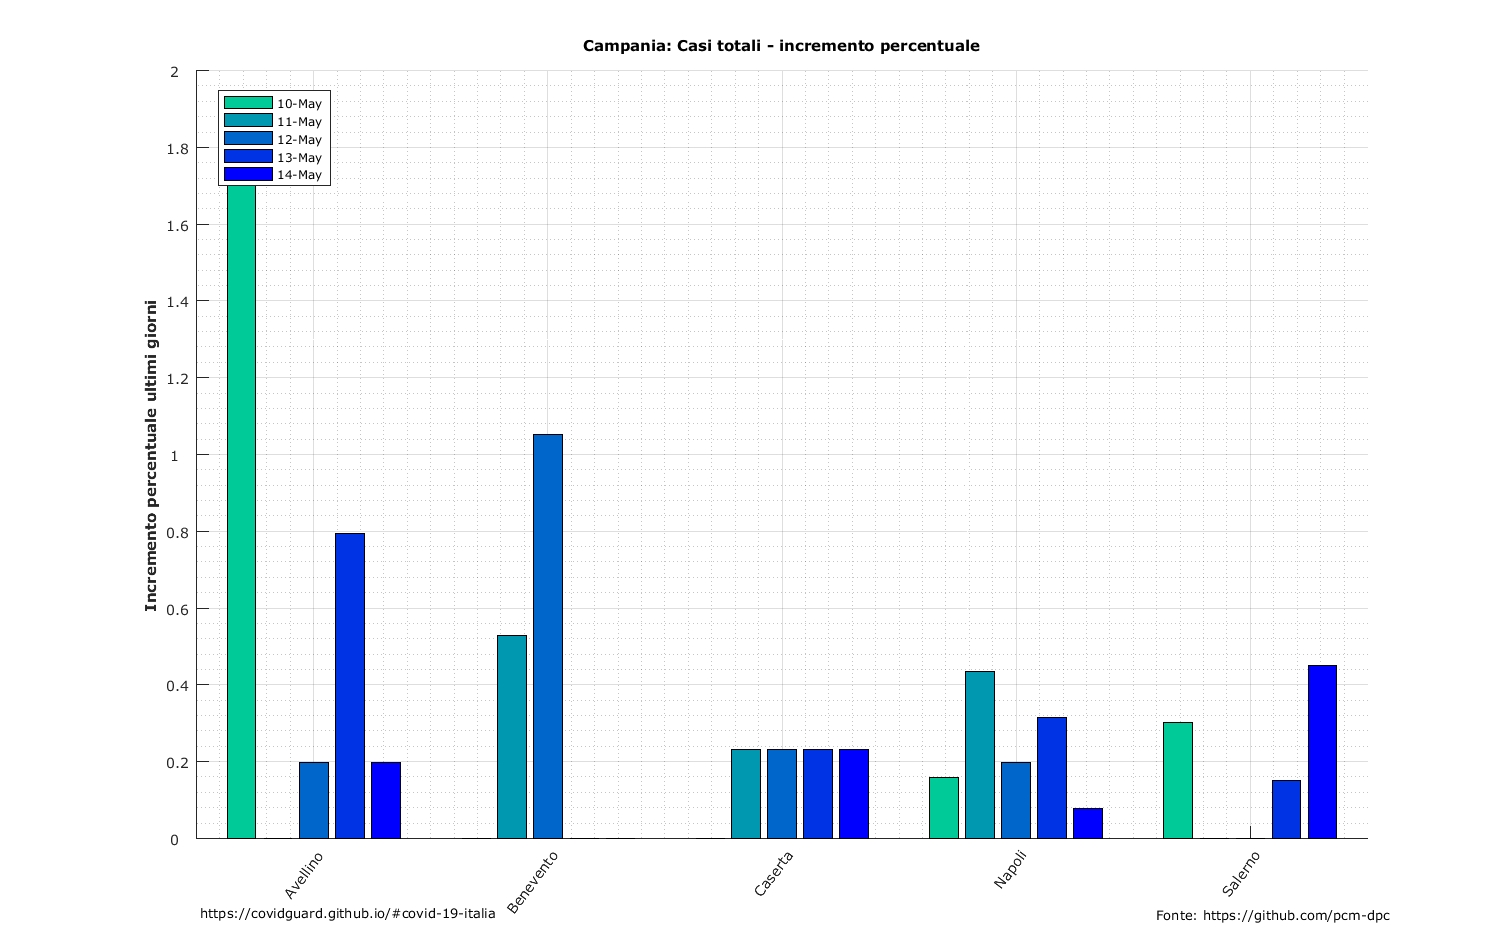 Campania: Casi totali - incremento percentuale
10-May
11-May
12-May
13-May
14-May
Incremento percentuale ultimi giorni
2
1.8
1.6
1.4
1.2
1
0.8
0.6
0.4
0.2
0
Avellino
Benevento
Caserta
Napoli
Salerno
https://covidguard.github.io/#covid-19-italia
Fonte: https://github.com/pcm-dpc